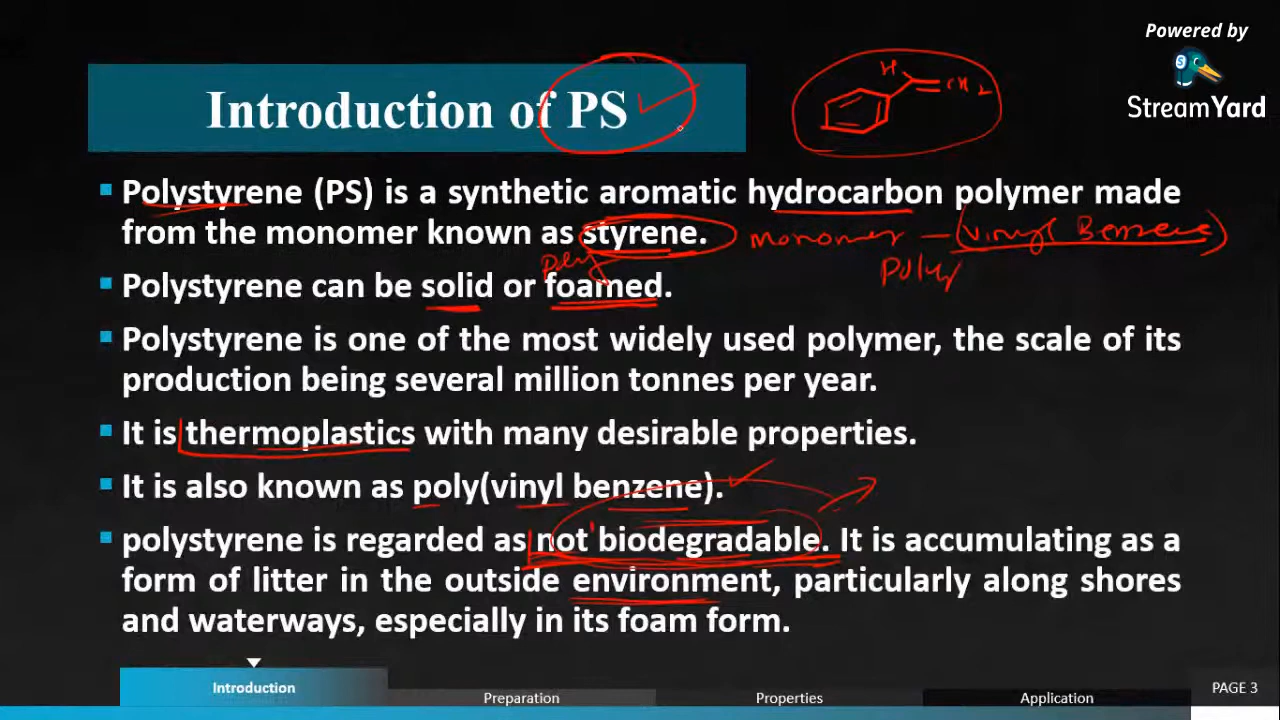 Powered by
StreamYard
Introduction of PS
H
CH2
▪ Polystyrene (PS) is a synthetic aromatic hydrocarbon polymer made
from the monomer known as styrene. monomer – (vinyl Benzene)
poly
poly
▪ Polystyrene can be solid or foamed.
▪ Polystyrene is one of the most widely used polymer, the scale of its
production being several million tonnes per year.
▪ It is thermoplastics with many desirable properties.
▪ It is also known as poly(vinyl benzene).
▪ polystyrene is regarded as not biodegradable. It is accumulating as a
form of litter in the outside environment, particularly along shores
and waterways, especially in its foam form.
Introduction Preparation Properties Application PAGE 3